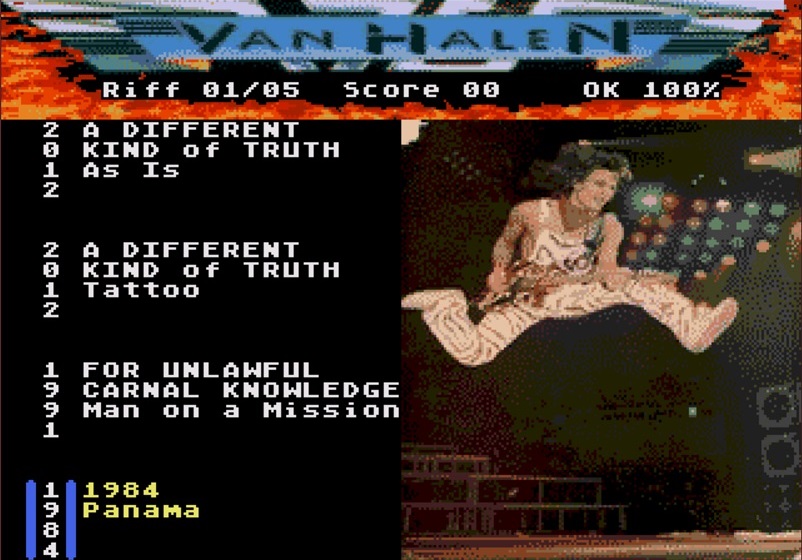 VAN HALEN
Riff 01/05 Score 00 OK 100%
2 A DIFFERENT
0 KIND of TRUTH
1 As Is
2
2 A DIFFERENT
0 KIND of TRUTH
1 Tattoo
2
1 FOR UNLAWFUL
9 CARNAL KNOWLEDGE
9 Man on a Mission
1
1 1984
9 Panama
8
4